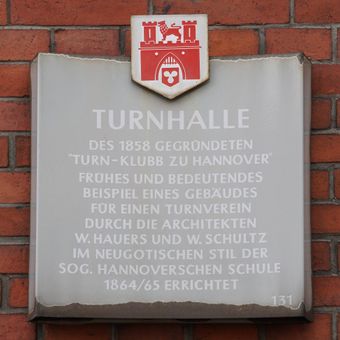 TURNHALLE
DES 1858 GEGRÜNDETEN
"TURN-KLUBB ZU HANNOVER"
FRÜHES UND BEDEUTENDES
BEISPIEL EINES GEBÄUDES
FÜR EINEN TURNVEREIN
DURCH DIE ARCHITEKTEN
W. HAUERS UND W. SCHULTZ
IM NEUGOTISCHEN STIL DER
SOG. HANNOVERSCHEN SCHULE
1864/65 ERRICHTET
131